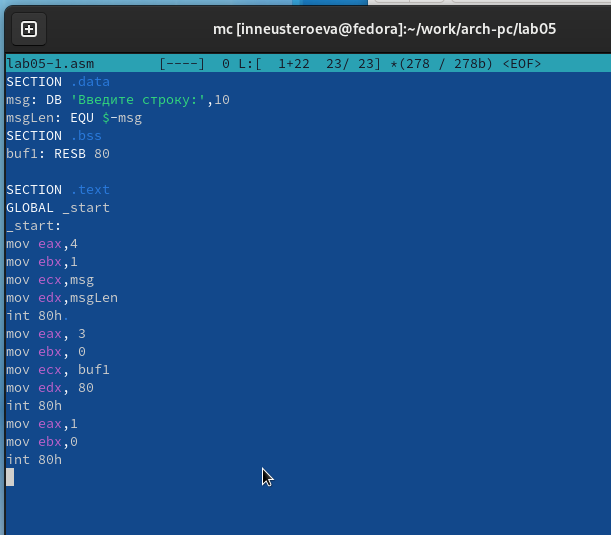 mc [inneusteroeva@fedora]:~/work/arch-pc/lab05
lab05-1.asm [----] 0 L:[ 1+22 23/ 23] *(278 / 278b) <EOF>
SECTION .data
msg: DB 'Введите строку:',10
msgLen: EQU $-msg
SECTION .bss
buf1: RESB 80

SECTION .text
GLOBAL _start
_start:
mov eax,4
mov ebx,1
mov ecx,msg
mov edx,msgLen
int 80h.
mov eax, 3
mov ebx, 0
mov ecx, buf1
mov edx, 80
int 80h
mov eax,1
mov ebx,0
int 80h